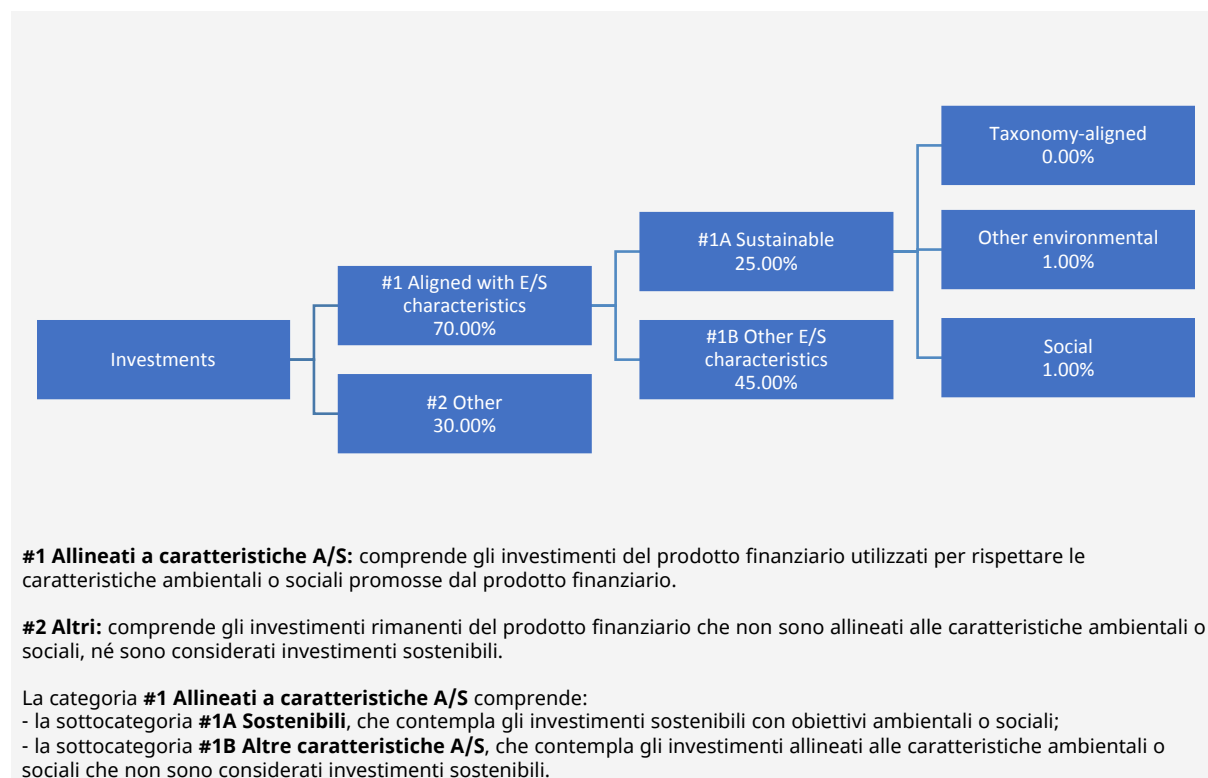 Investments
#1 Aligned with E/S
characteristics
70.00%
#2 Other
30.00%
#1A Sustainable
25.00%
#1B Other E/S
characteristics
45.00%
Taxonomy-aligned
0.00%
Other environmental
1.00%
Social
1.00%
#1 Allineati a caratteristiche A/S: comprende gli investimenti del prodotto finanziario utilizzati per rispettare le
caratteristiche ambientali o sociali promosse dal prodotto finanziario.
#2 Altri: comprende gli investimenti rimanenti del prodotto finanziario che non sono allineati alle caratteristiche ambientali o
sociali, né sono considerati investimenti sostenibili.
La categoria #1 Allineati a caratteristiche A/S comprende:
- la sottocategoria #1A Sostenibili, che contempla gli investimenti sostenibili con obiettivi ambientali o sociali;
- la sottocategoria #1B Altre caratteristiche A/S, che contempla gli investimenti allineati alle caratteristiche ambientali o
sociali che non sono considerati investimenti sostenibili.